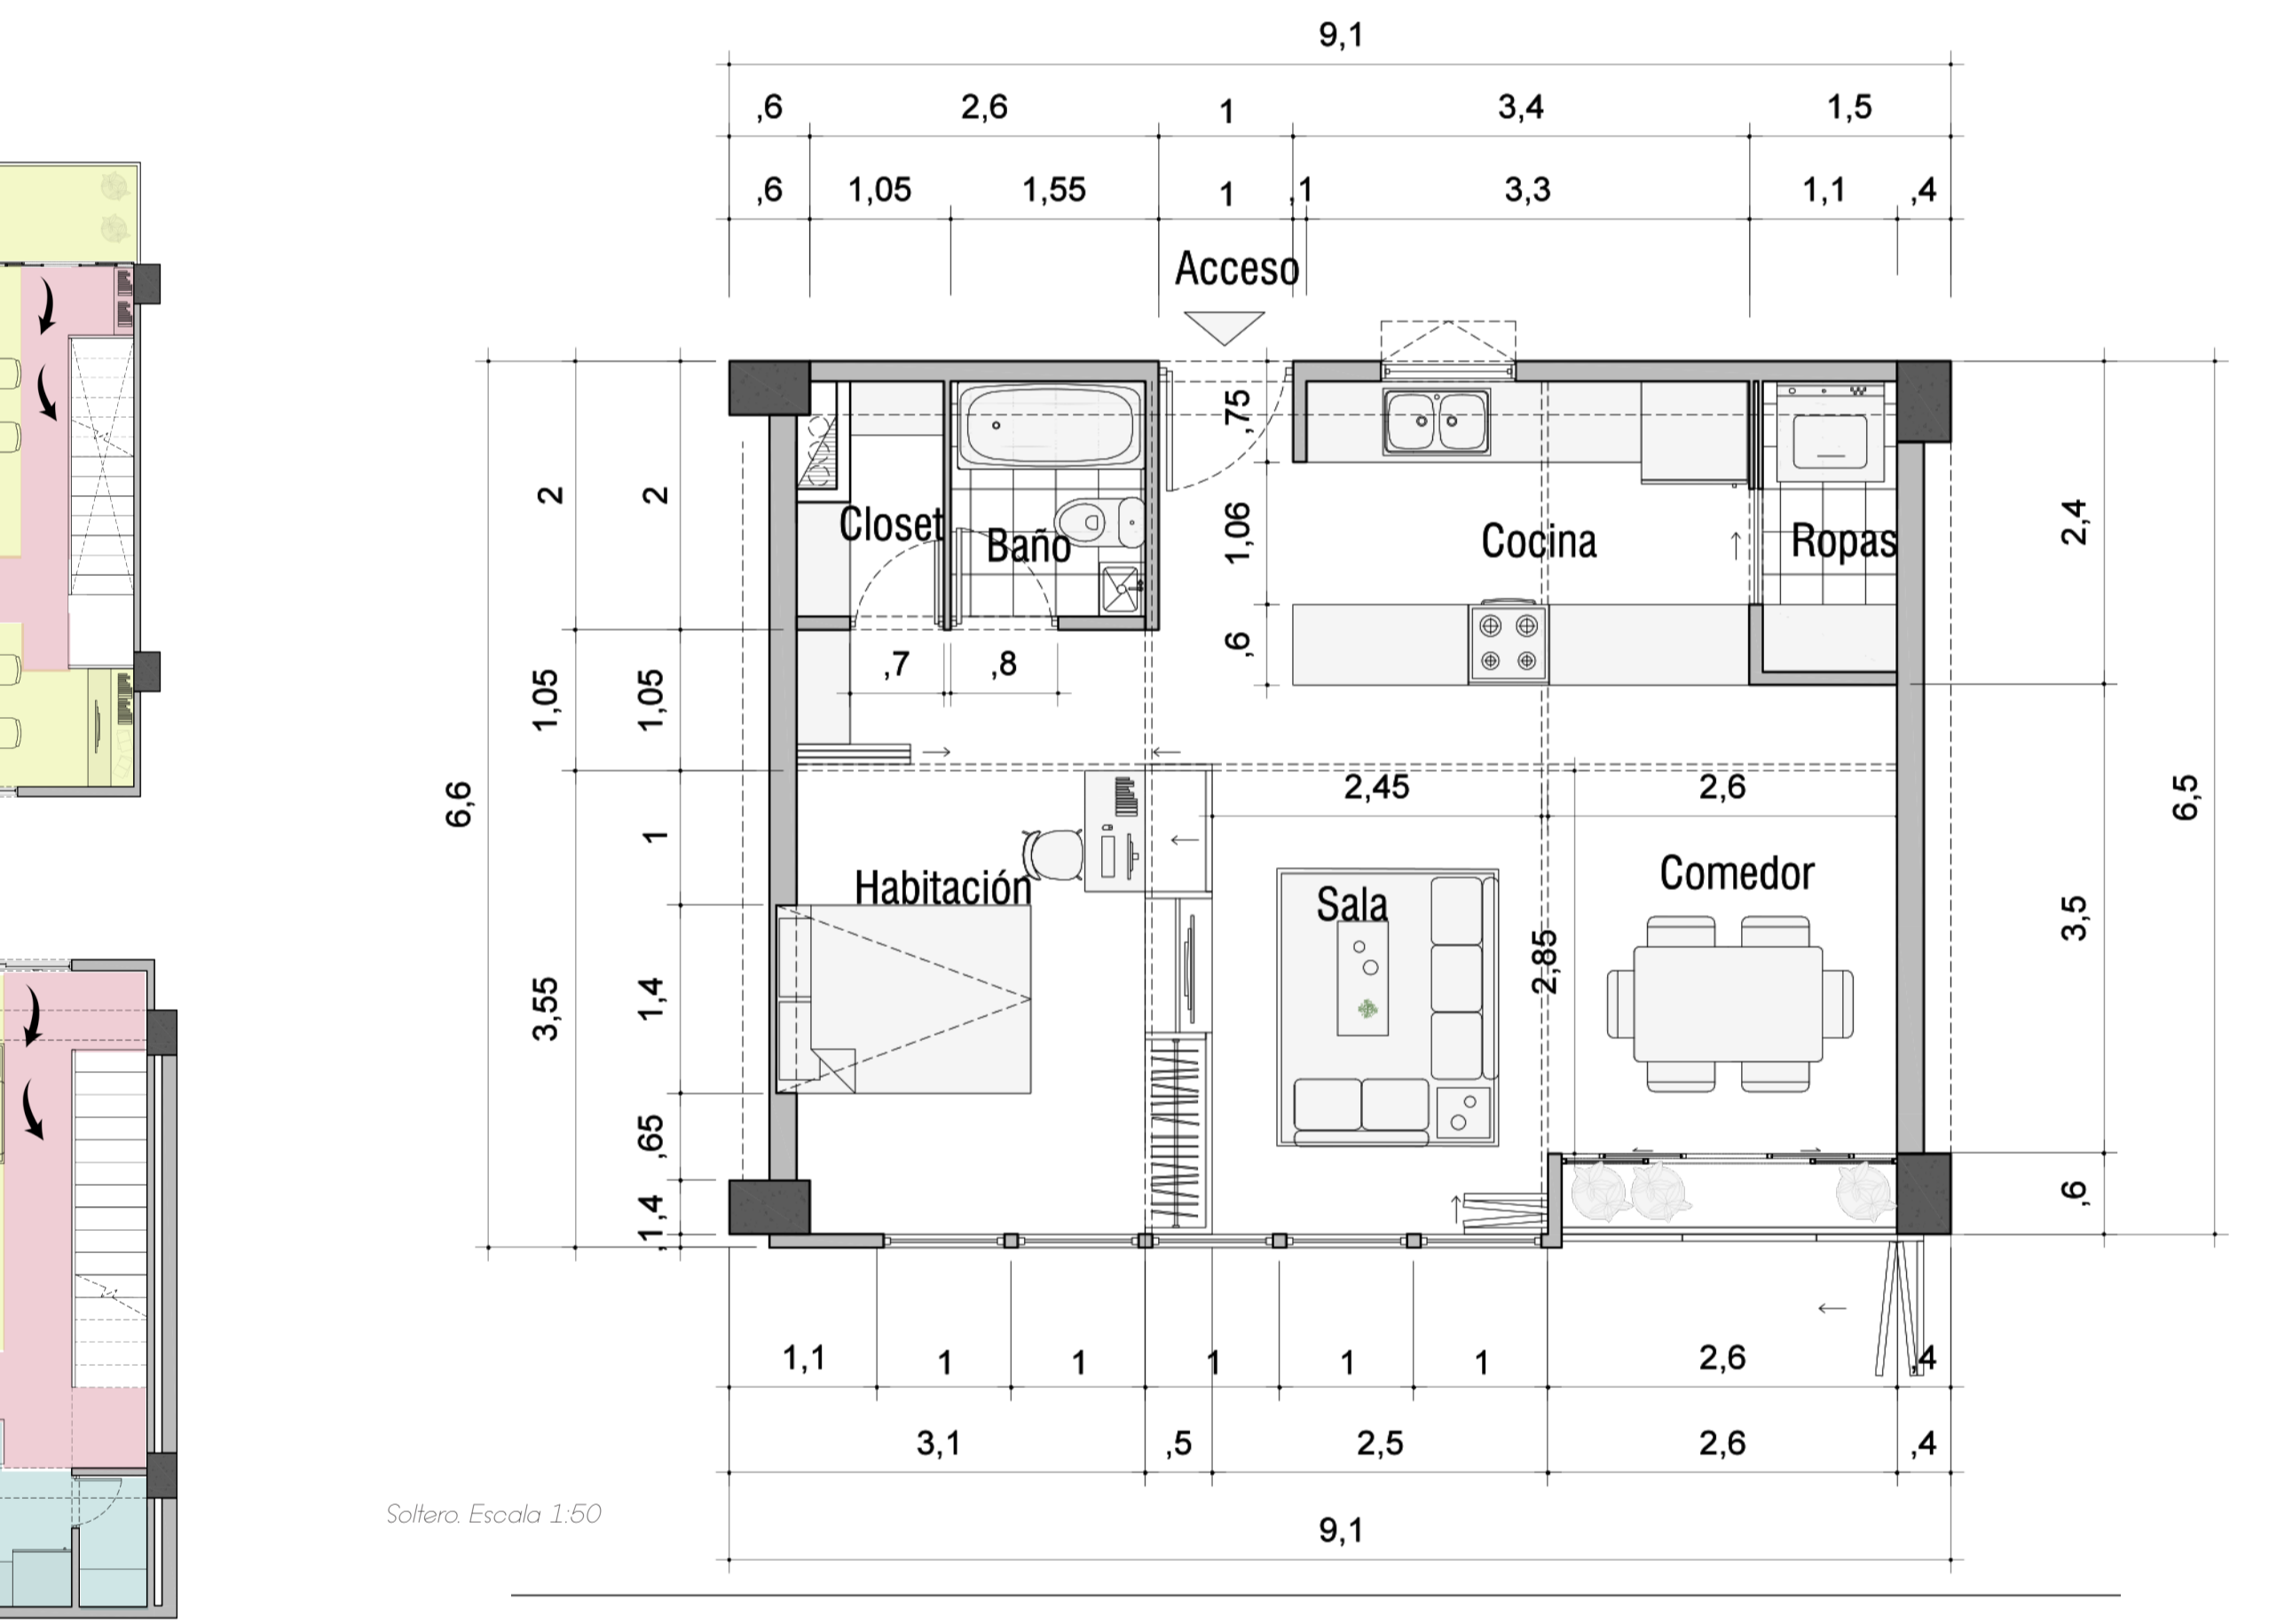 9,1
,6 2,6 1 3,4 1,5
,6 1,05 1,55 1 ,1 3,3 1,1 ,4
Acceso
,75
2 2 Closet Baño 1,06 Cocina Ropas 2,4
,6
,7 ,8
1,05 1,05
2,45 2,6
6,6 1 6,5
Habitación Sala Comedor
3,55 1,4 2,85 3,5
,65
,4 ,6
,1
1,1 1 1 1 1 1 2,6 ,4
3,1 ,5 2,5 2,6 ,4
Soltero. Escala 1:50
9,1